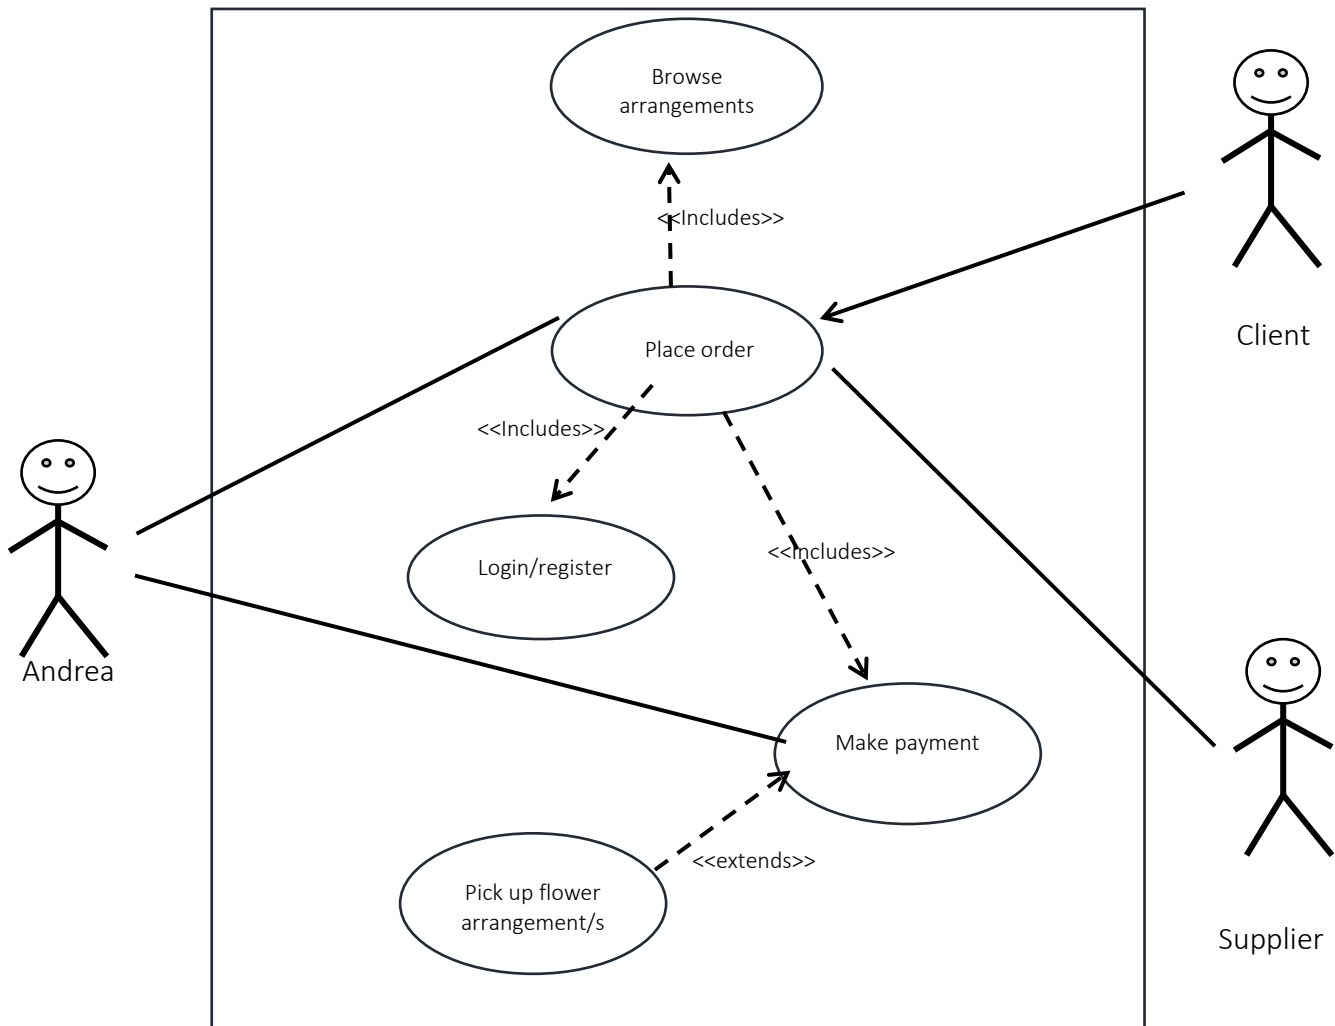 Browse
arrangements
<<Includes>>
Client
Place order
<<Includes>>
<<Includes>>
Login/register
Andrea
Make payment
<<extends>>
Pick up flower
arrangement/s
Supplier